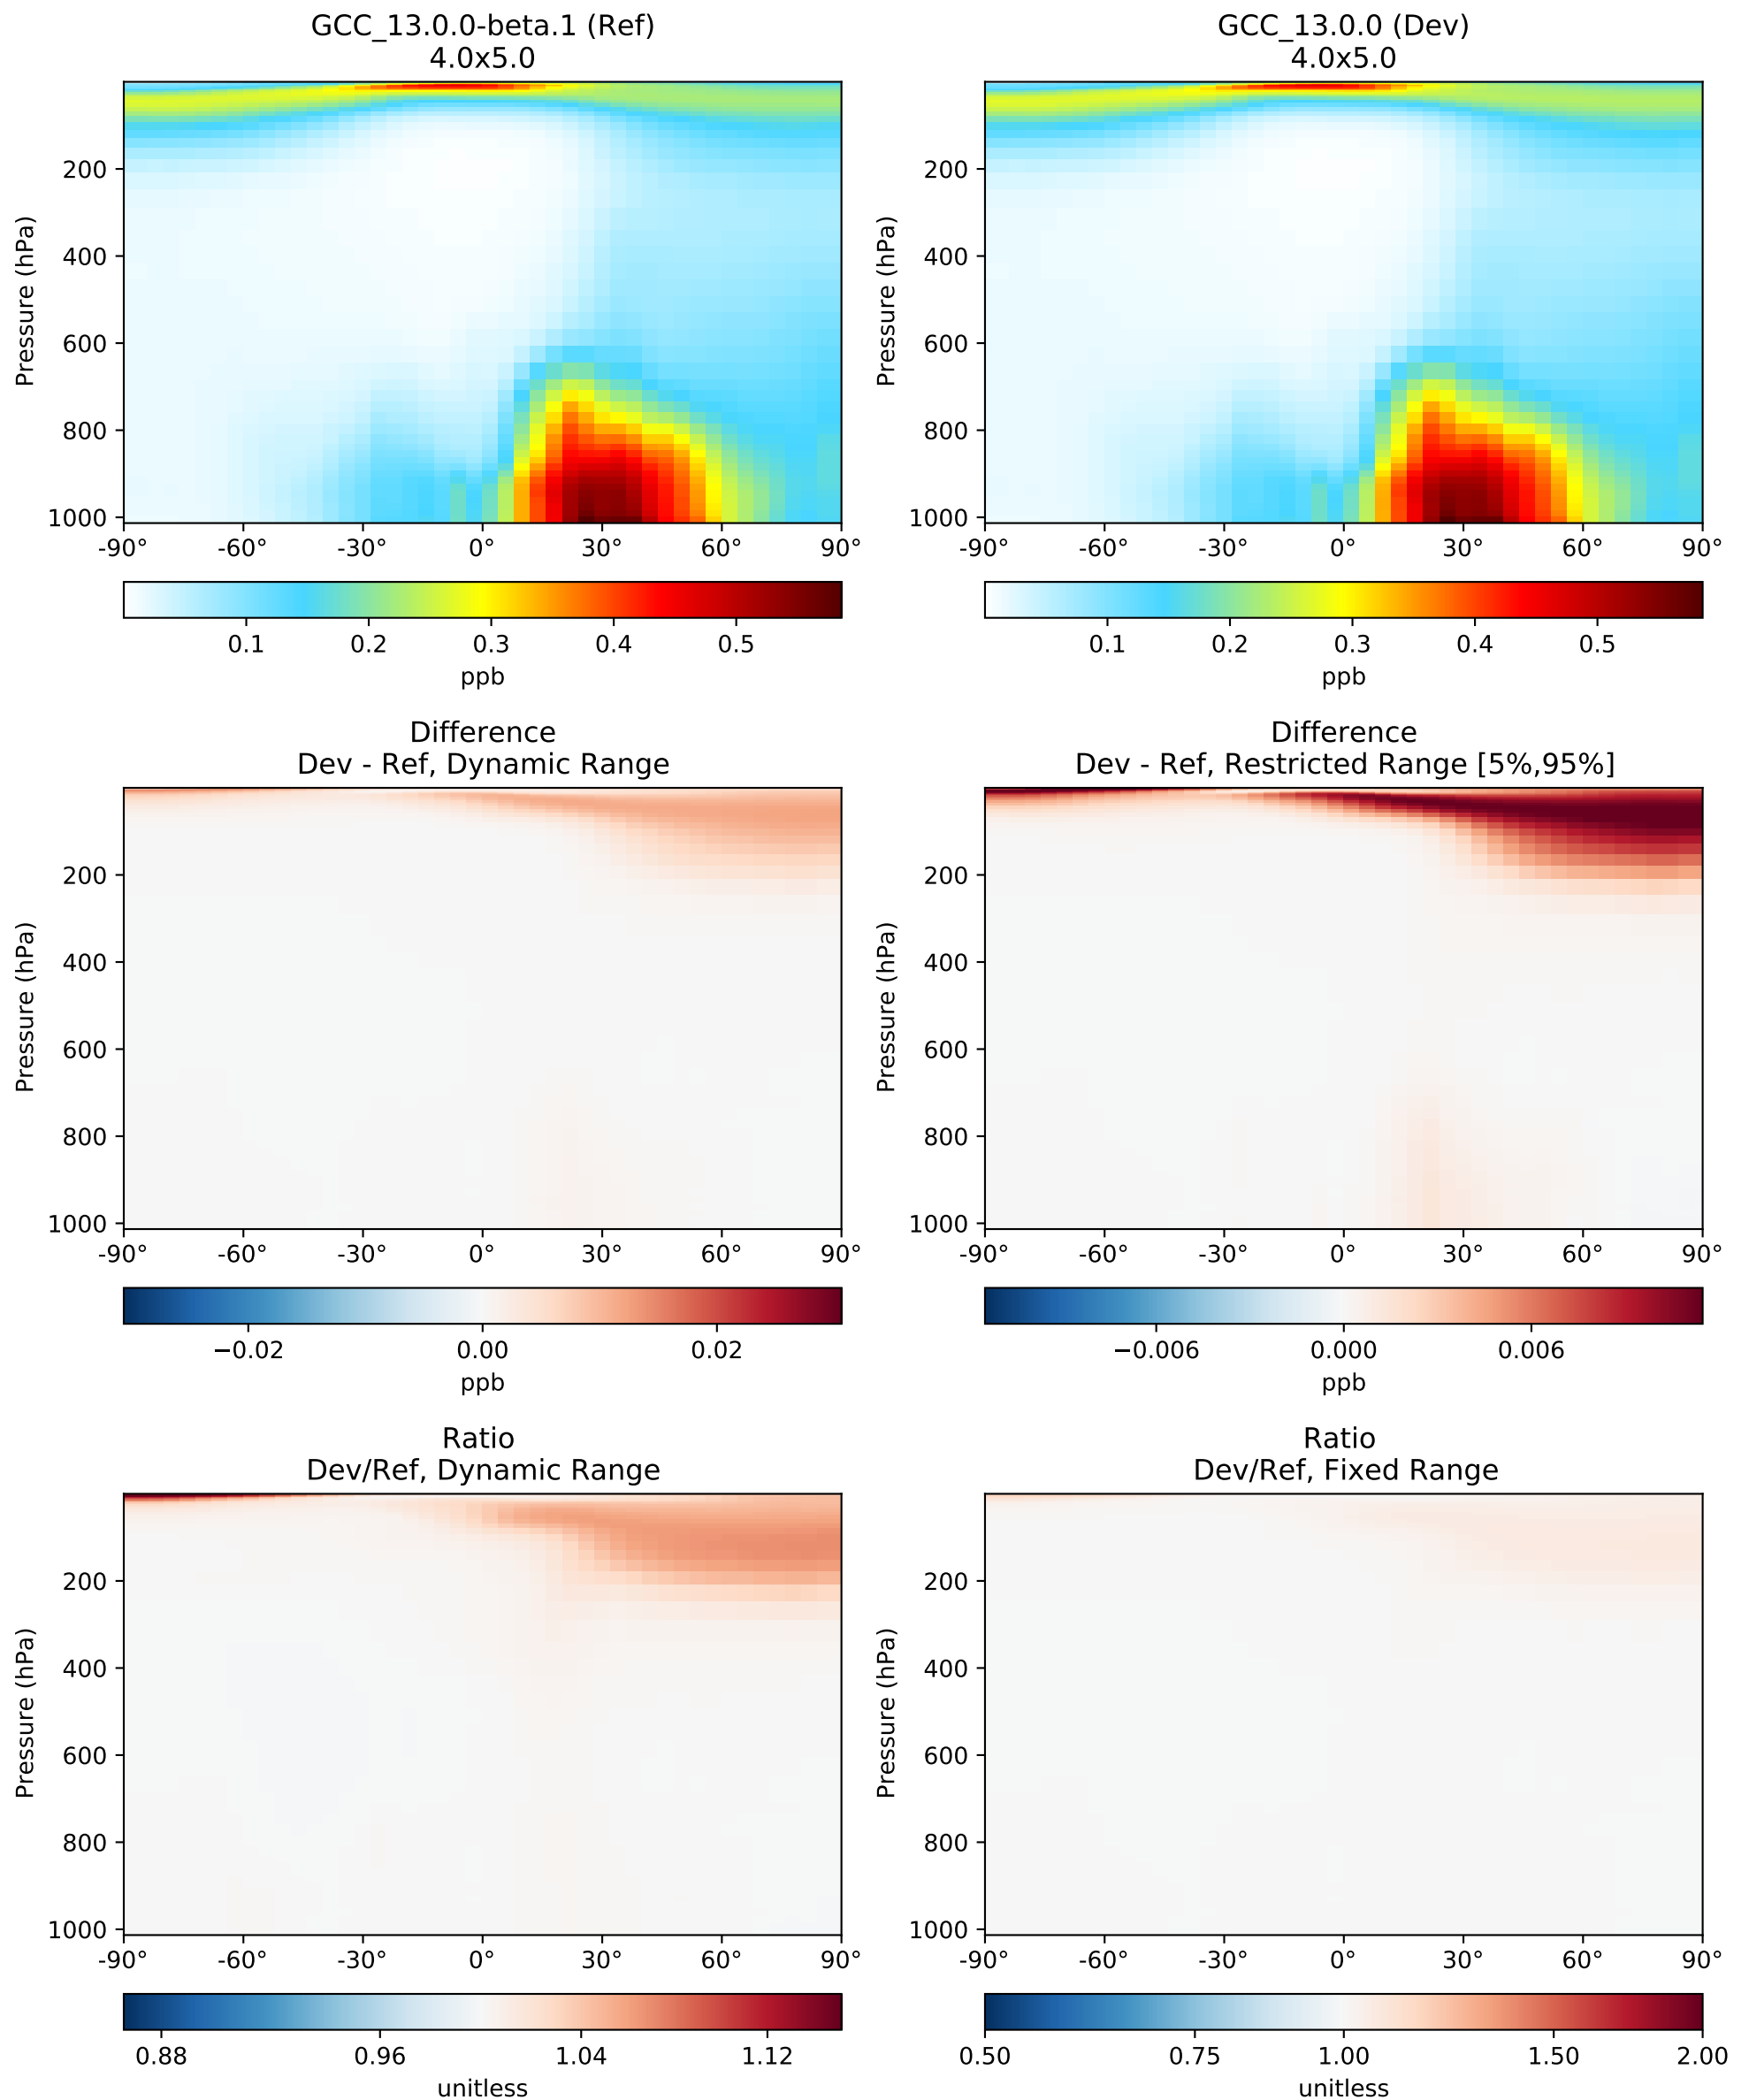 GCC_13.0.0-beta.1 (Ref)
4.0x5.0
Pressure (hPa)
200
400
600
800
1000
-90° -60° -30° 0° 30° 60° 90°
0.1 0.2 0.3 0.4 0.5
ppb
GCC_13.0.0 (Dev)
4.0x5.0
Pressure (hPa)
200
400
600
800
1000
-90° -60° -30° 0° 30° 60° 90°
0.1 0.2 0.3 0.4 0.5
ppb
Difference
Dev - Ref, Dynamic Range
Pressure (hPa)
200
400
600
800
1000
-90° -60° -30° 0° 30° 60° 90°
−0.02 0.00 0.02
ppb
Difference
Dev - Ref, Restricted Range [5%,95%]
Pressure (hPa)
200
400
600
800
1000
-90° -60° -30° 0° 30° 60° 90°
−0.006 0.000 0.006
ppb
Ratio
Dev/Ref, Dynamic Range
Pressure (hPa)
200
400
600
800
1000
-90° -60° -30° 0° 30° 60° 90°
0.88 0.96 1.04 1.12
unitless
Ratio
Dev/Ref, Fixed Range
Pressure (hPa)
200
400
600
800
1000
-90° -60° -30° 0° 30° 60° 90°
0.50 0.75 1.00 1.50 2.00
unitless